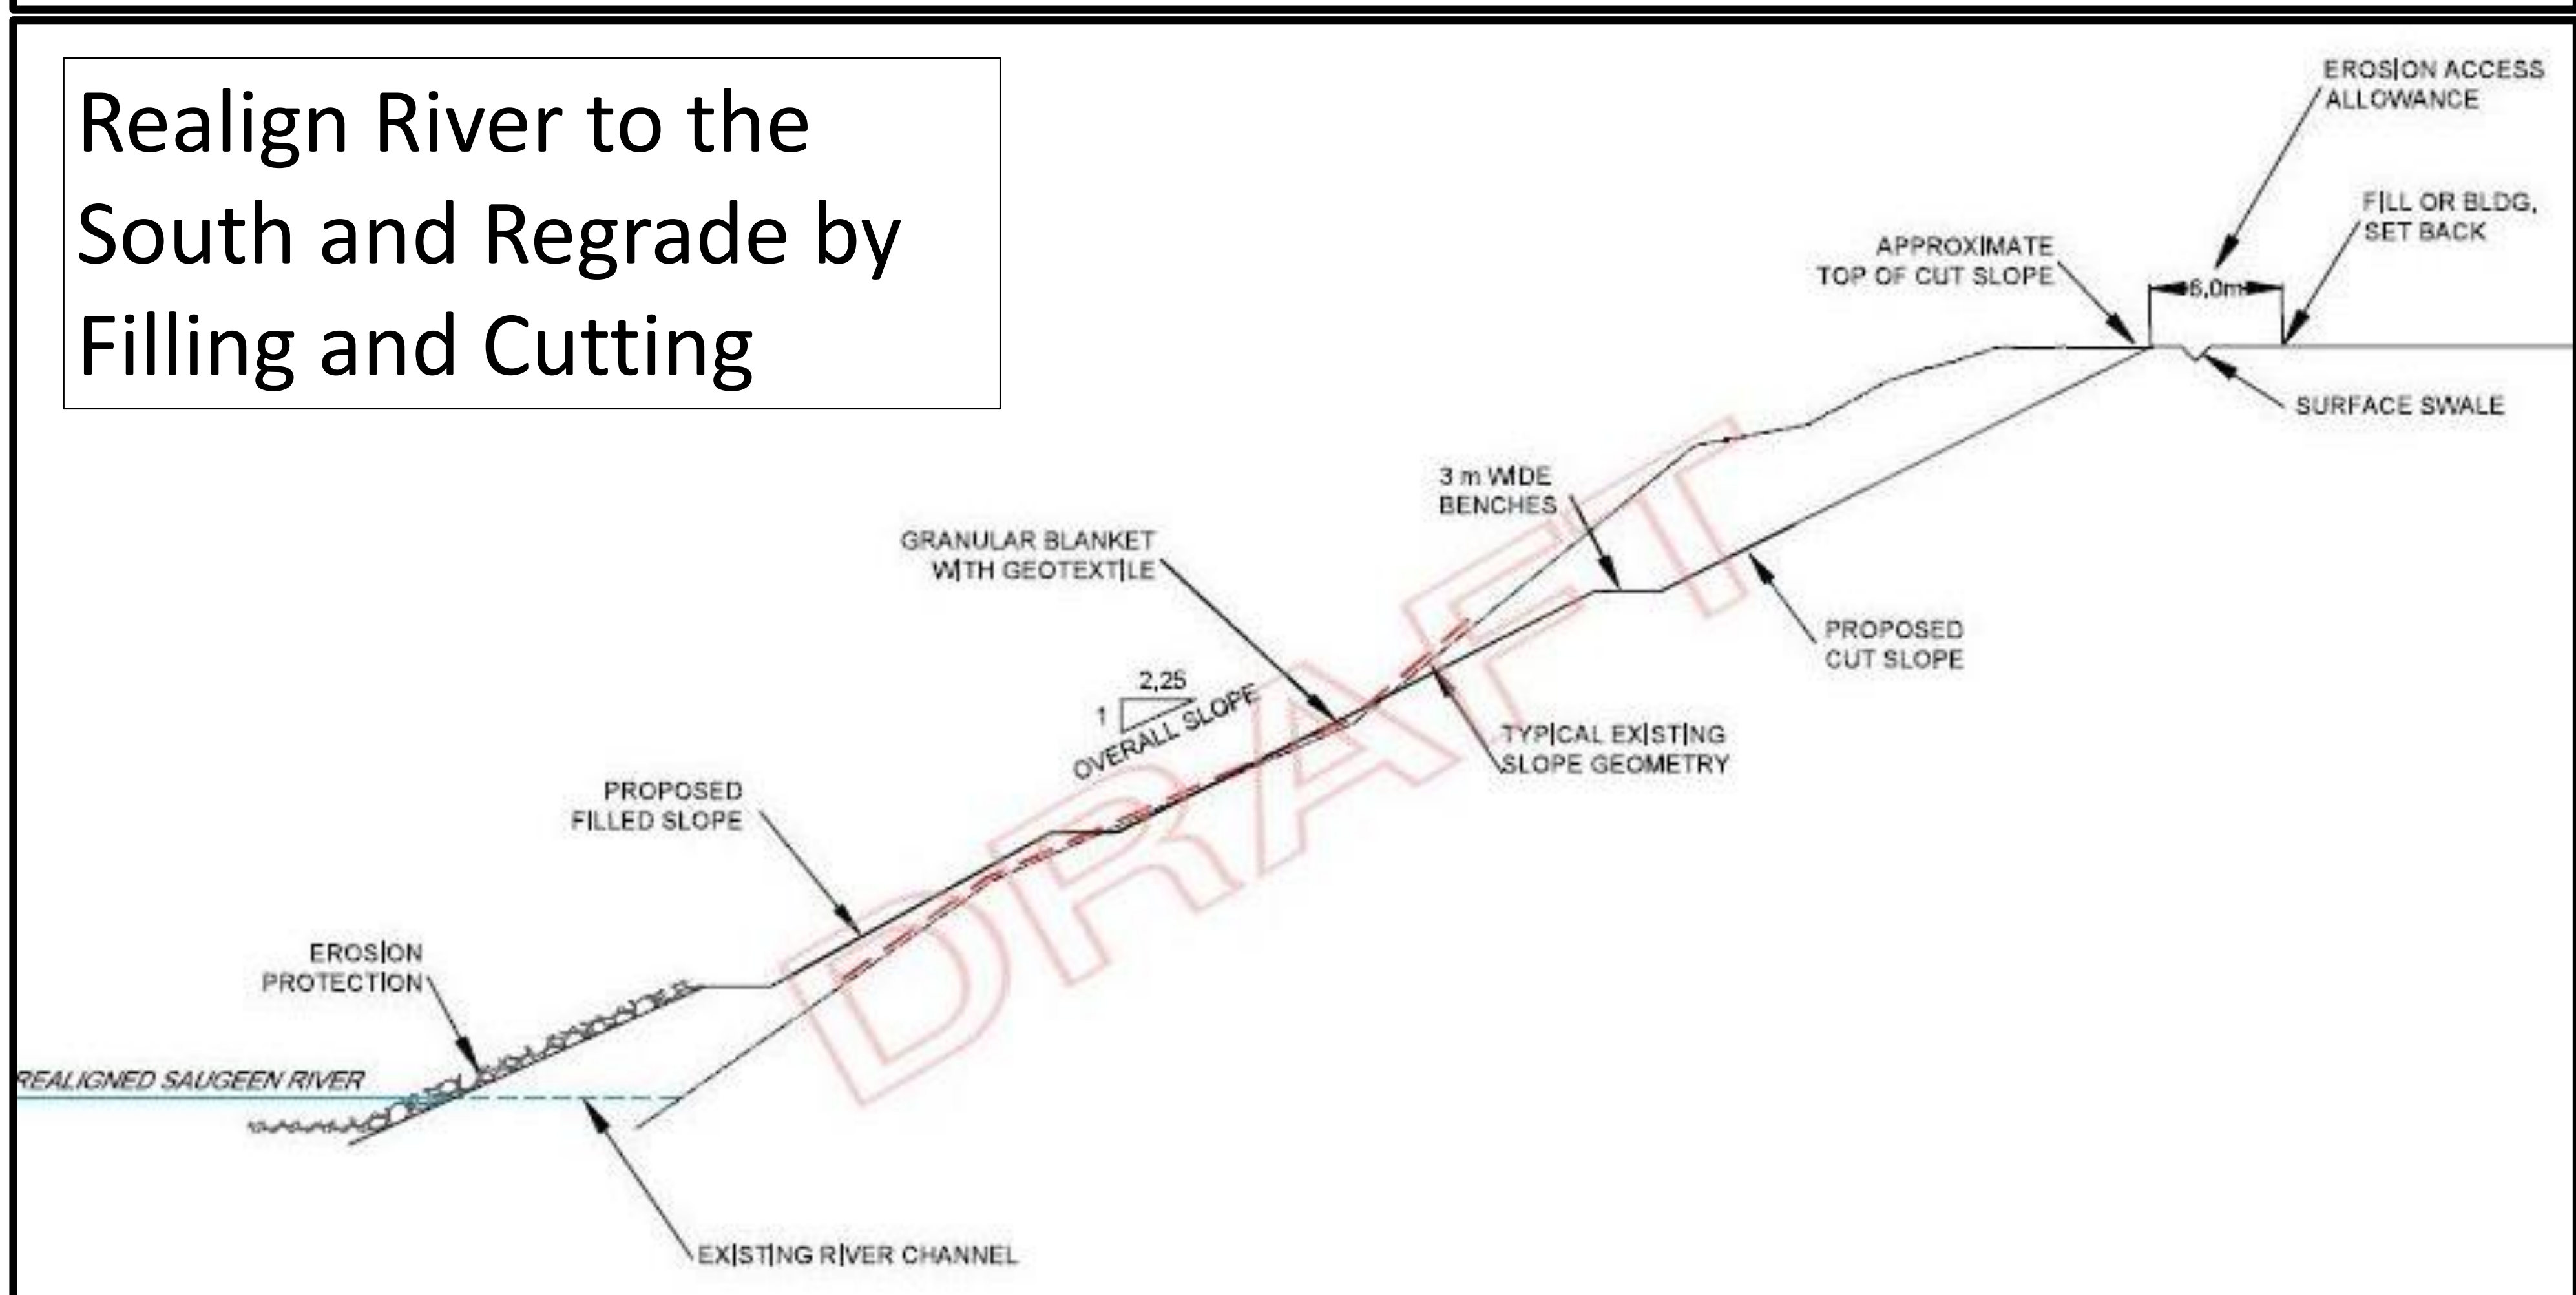 Realign River to the
South and Regrade by
Filling and Cutting
EROSION ACCESS
ALLOWANCE
FILL OR BLDG,
SET BACK
APPROXIMATE
TOP OF CUT SLOPE
6,0m
SURFACE SWALE
3 m WIDE
BENCHES
GRANULAR BLANKET
WITH GEOTEXTILE
PROPOSED
CUT SLOPE
2,25
1
OVERALL SLOPE
TYPICAL EXISTING
SLOPE GEOMETRY
PROPOSED
FILLED SLOPE
DRAFT
EROSION
PROTECTION
REALIGNED SAUGEEN RIVER
EXISTING RIVER CHANNEL